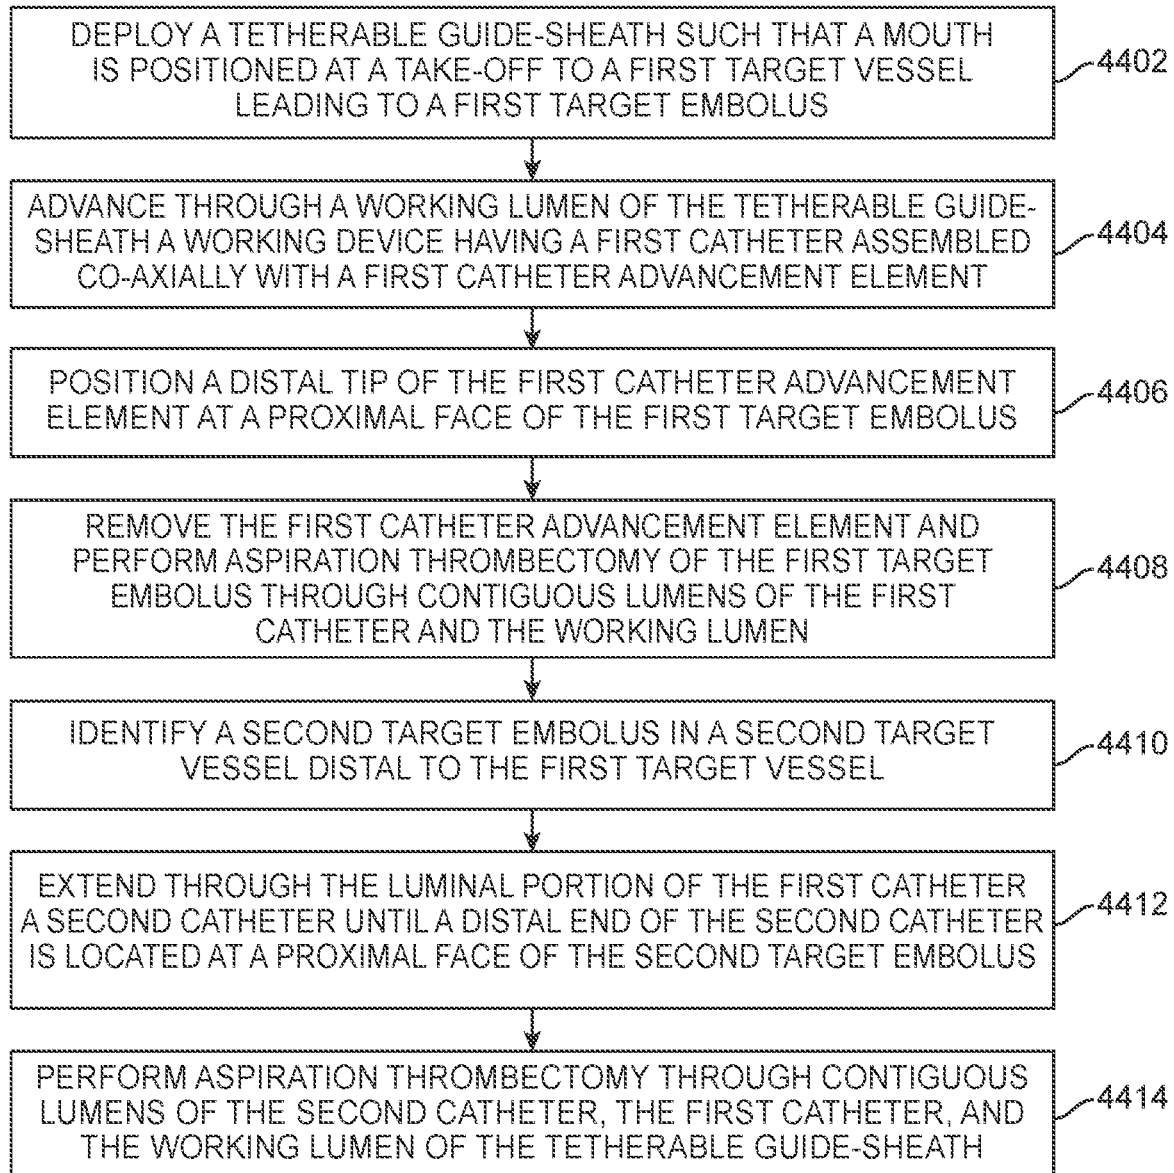 DEPLOY A TETHERABLE GUIDE-SHEATH SUCH THAT A MOUTH
IS POSITIONED AT A TAKE-OFF TO A FIRST TARGET VESSEL
LEADING TO A FIRST TARGET EMBOLUS
4402
ADVANCE THROUGH A WORKING LUMEN OF THE TETHERABLE GUIDE-
SHEATH A WORKING DEVICE HAVING A FIRST CATHETER ASSEMBLED
CO-AXIALLY WITH A FIRST CATHETER ADVANCEMENT ELEMENT
4404
POSITION A DISTAL TIP OF THE FIRST CATHETER ADVANCEMENT
ELEMENT AT A PROXIMAL FACE OF THE FIRST TARGET EMBOLUS
4406
REMOVE THE FIRST CATHETER ADVANCEMENT ELEMENT AND
PERFORM ASPIRATION THROMBECTOMY OF THE FIRST TARGET
EMBOLUS THROUGH CONTIGUOUS LUMENS OF THE FIRST
CATHETER AND THE WORKING LUMEN
4408
IDENTIFY A SECOND TARGET EMBOLUS IN A SECOND TARGET
VESSEL DISTAL TO THE FIRST TARGET VESSEL
4410
EXTEND THROUGH THE LUMINAL PORTION OF THE FIRST CATHETER
A SECOND CATHETER UNTIL A DISTAL END OF THE SECOND CATHETER
IS LOCATED AT A PROXIMAL FACE OF THE SECOND TARGET EMBOLUS
4412
PERFORM ASPIRATION THROMBECTOMY THROUGH CONTIGUOUS
LUMENS OF THE SECOND CATHETER, THE FIRST CATHETER, AND
THE WORKING LUMEN OF THE TETHERABLE GUIDE-SHEATH
4414